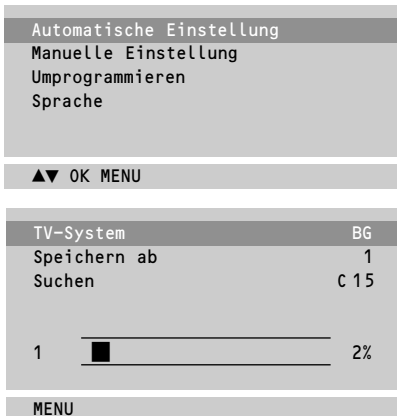 Automatische Einstellung
Manuelle Einstellung
Umprogrammieren
Sprache
▲▼ OK MENU
TV-System BG
Speichern ab 1
Suchen C 15
1 2%
MENU